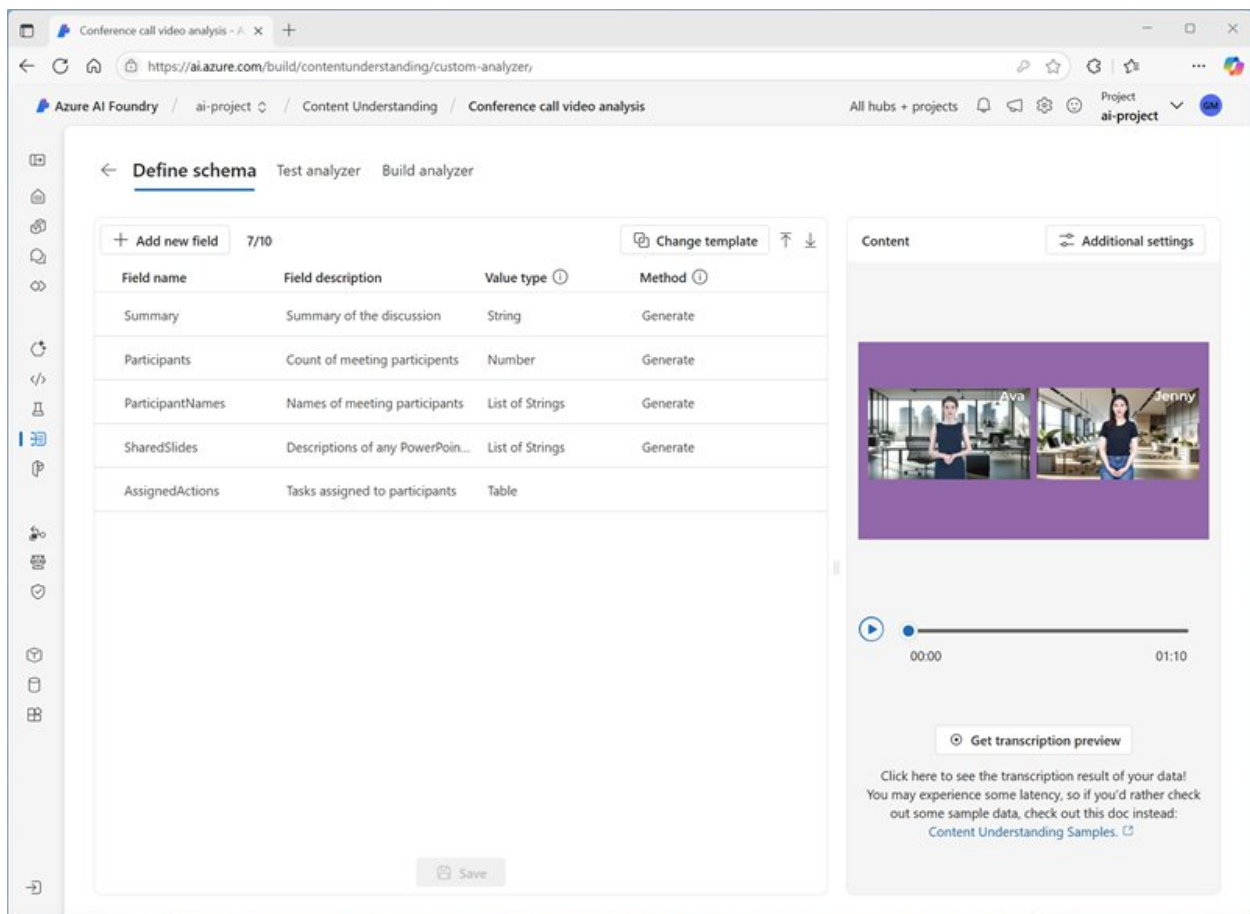 Conference call video analysis - A
https://ai.azure.com/build/contentunderstanding/custom-analyzer/
Azure AI Foundry / ai-project / Content Understanding / Conference call video analysis
All hubs + projects
Project
ai-project
GM
Define schema Test analyzer Build analyzer
Add new field 7/10 Change template
Field name Field description Value type Method
Summary Summary of the discussion String Generate
Participants Count of meeting participents Number Generate
ParticipantNames Names of meeting participants List of Strings Generate
SharedSlides Descriptions of any PowerPoin... List of Strings Generate
AssignedActions Tasks assigned to participants Table
Save
Content Additional settings
Ava Jenny
00:00 01:10
Get transcription preview
Click here to see the transcription result of your data!
You may experience some latency, so if you'd rather check
out some sample data, check out this doc instead:
Content Understanding Samples.